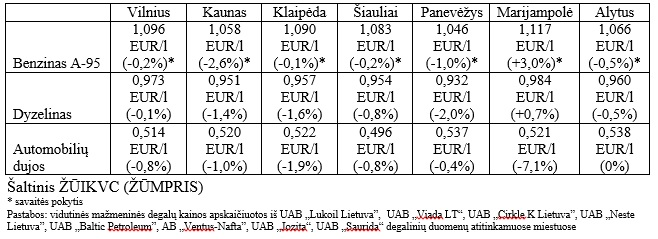 Vilnius Kaunas Klaipėda Šiauliai Panevėžys Marijampolė Alytus
1,096 1,058 1,090 1,083 1,046 1,117 1,066
EUR/l EUR/l EUR/l EUR/l EUR/l EUR/l EUR/l
Benzinas A-95 (-0,2%)* (-2,6%)* (-0,1%)* (-0,2%)* (-1,0%)* (+3,0%)* (-0,5%)*
0,973 0,951 0,957 0,954 0,932 0,984 0,960
EUR/l EUR/l EUR/l EUR/l EUR/l EUR/l EUR/l
Dyzelinas (-0,1%) (-1,4%) (-1,6%) (-0,8%) (-2,0%) (+0,7%) (-0,5%)
0,514 0,520 0,522 0,496 0,537 0,521 0,538
Automobilių EUR/l EUR/l EUR/l EUR/l EUR/l EUR/l EUR/l
dujos (-0,8%) (-1,0%) (-1,9%) (-0,8%) (-0,4%) (-7,1%) (0%)
Šaltinis ŽŪIKVC (ŽŪMPRIS)
* savaitės pokytis
Pastabos: vidutinės mažmeninės degalų kainos apskaičiuotos iš UAB „Lukoil Lietuva”, UAB „Viada LT“, UAB „Cirkle K Lietuva”, UAB „Neste
Lietuva”, UAB „Baltic Petroleum”, AB „Ventus-Nafta”, UAB „Jozita”, UAB „Saurida” degalinių duomenų atitinkamuose miestuose